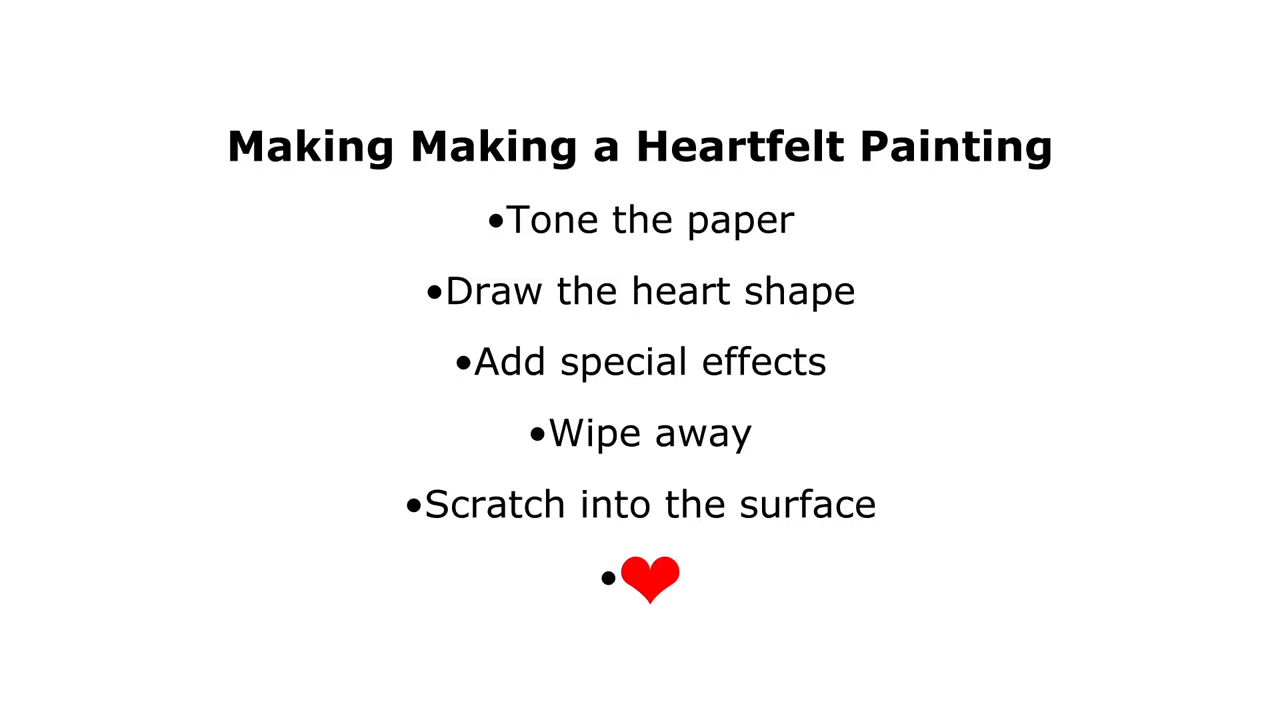 Making Making a Heartfelt Painting
•Tone the paper
•Draw the heart shape
•Add special effects
•Wipe away
•Scratch into the surface
•❤